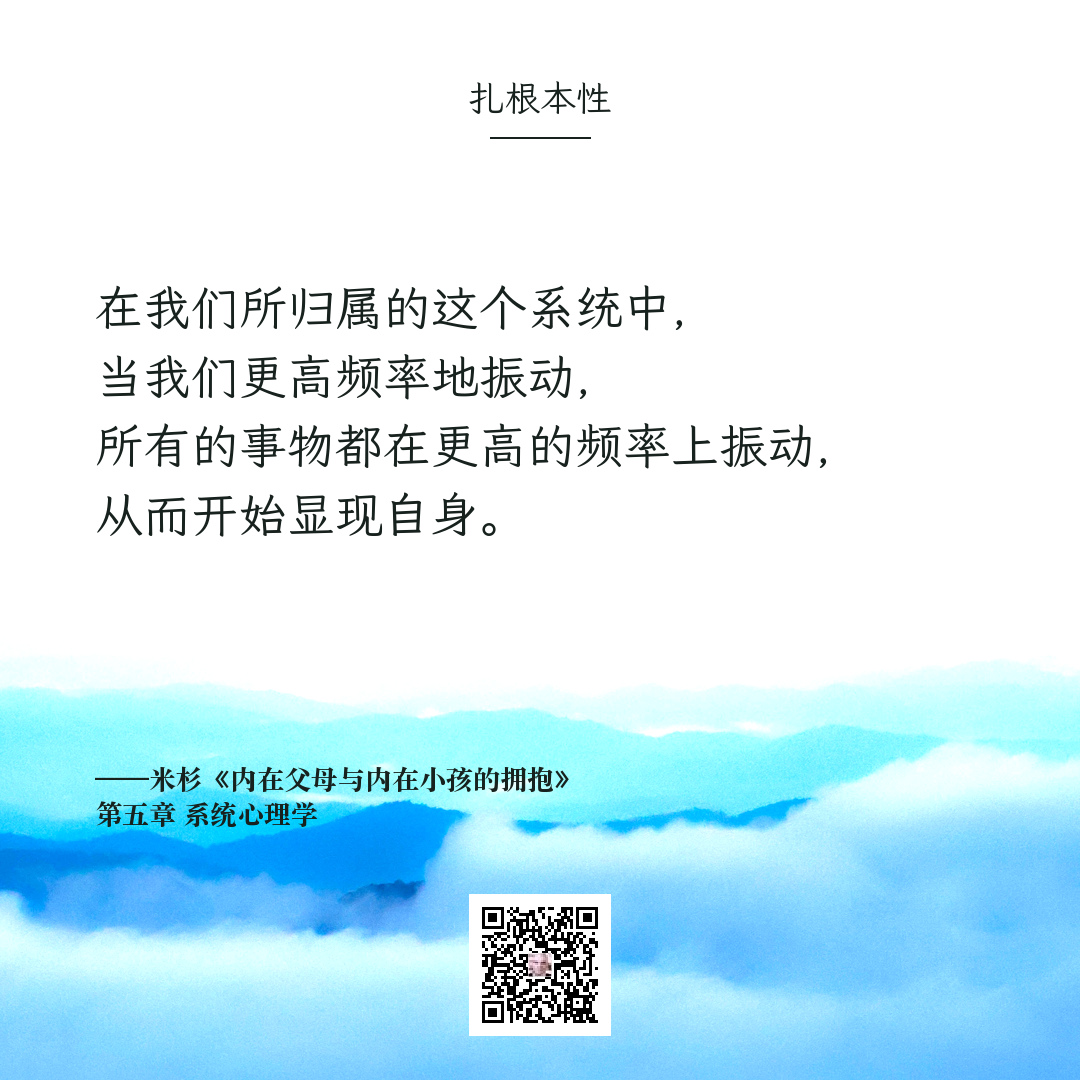 扎根本性
在我们所归属的这个系统中，
当我们更高频率地振动，
所有的事物都在更高的频率上振动，
从而开始显现自身。
——米杉《内在父母与内在小孩的拥抱》
第五章 系统心理学